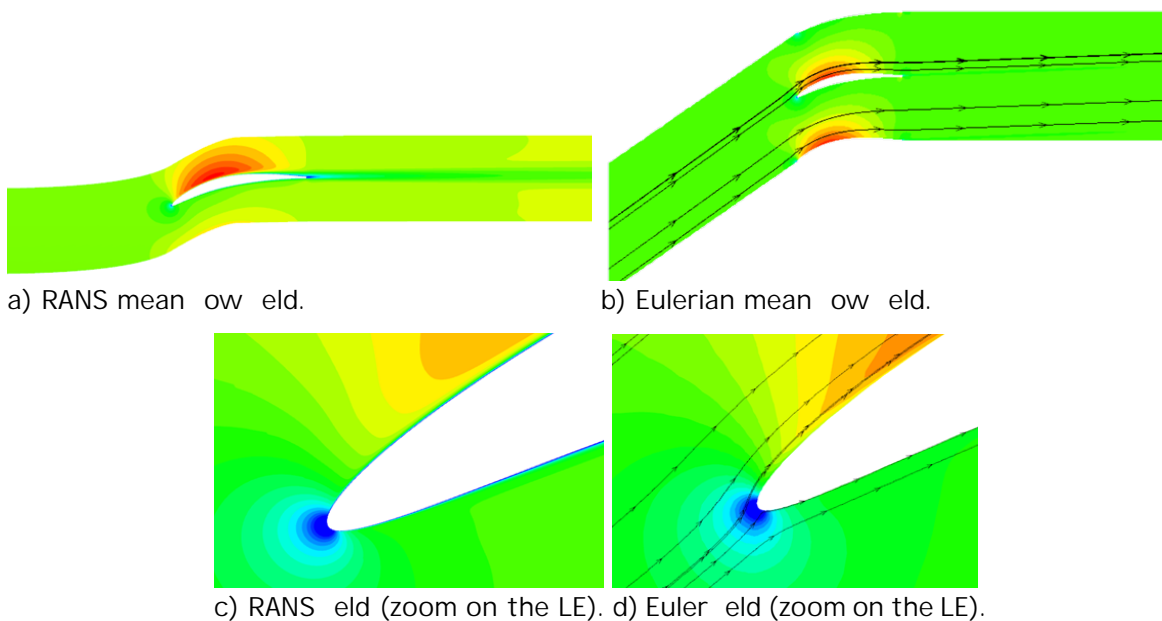 a) RANS mean ow eld.
b) Eulerian mean ow eld.
c) RANS eld (zoom on the LE).
d) Euler eld (zoom on the LE).